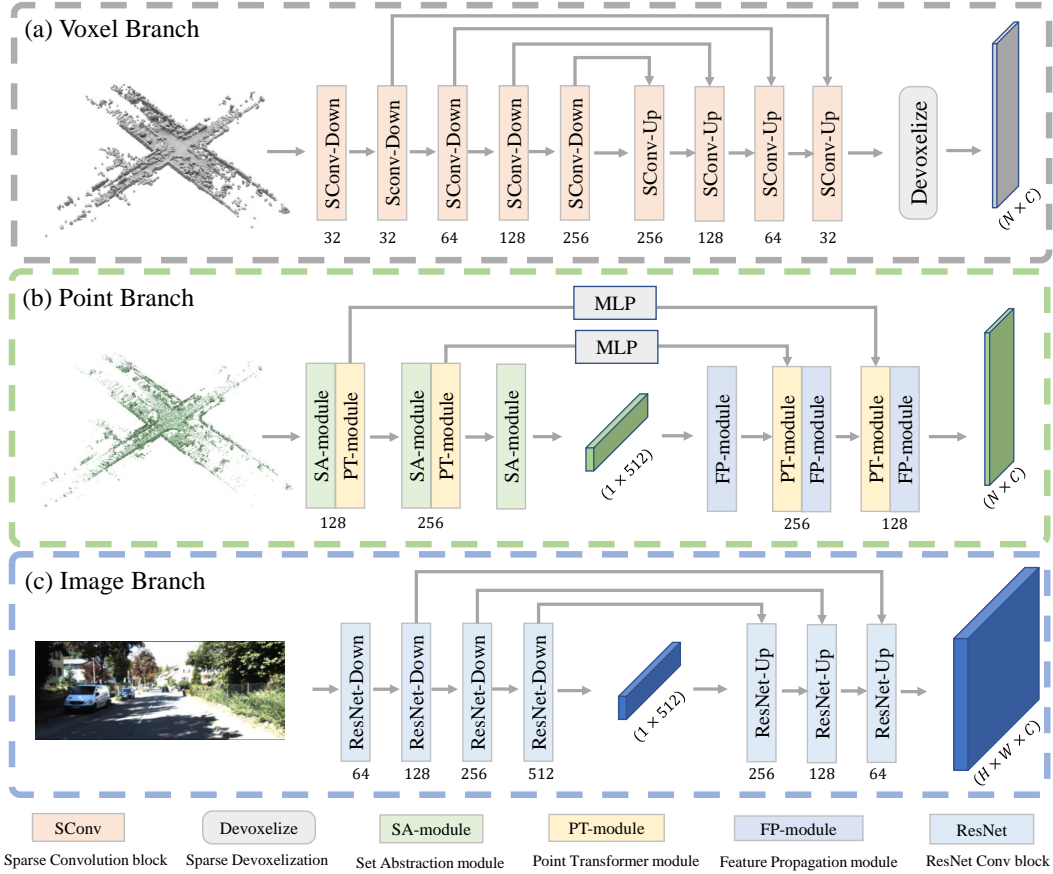 (a) Voxel Branch
SConv-Down
Sconv-Down
SConv-Down
SConv-Down
SConv-Down
SConv-Up
SConv-Up
SConv-Up
SConv-Up
Devoxelize
(N × C)
32
32
64
128
256
256
128
64
32
(b) Point Branch
MLP
MLP
SA-module
PT-module
SA-module
PT-module
SA-module
(1 × 512)
FP-module
PT-module
FP-module
PT-module
FP-module
(N × C)
128
256
256
128
(c) Image Branch
ResNet-Down
ResNet-Down
ResNet-Down
ResNet-Down
(1 × 512)
ResNet-Up
ResNet-Up
ResNet-Up
(H × W × C)
64
128
256
512
256
128
64
SConv
Devoxelize
SA-module
PT-module
FP-module
ResNet
Sparse Convolution block
Sparse Devoxelization
Set Abstraction module
Point Transformer module
Feature Propagation module
ResNet Conv block